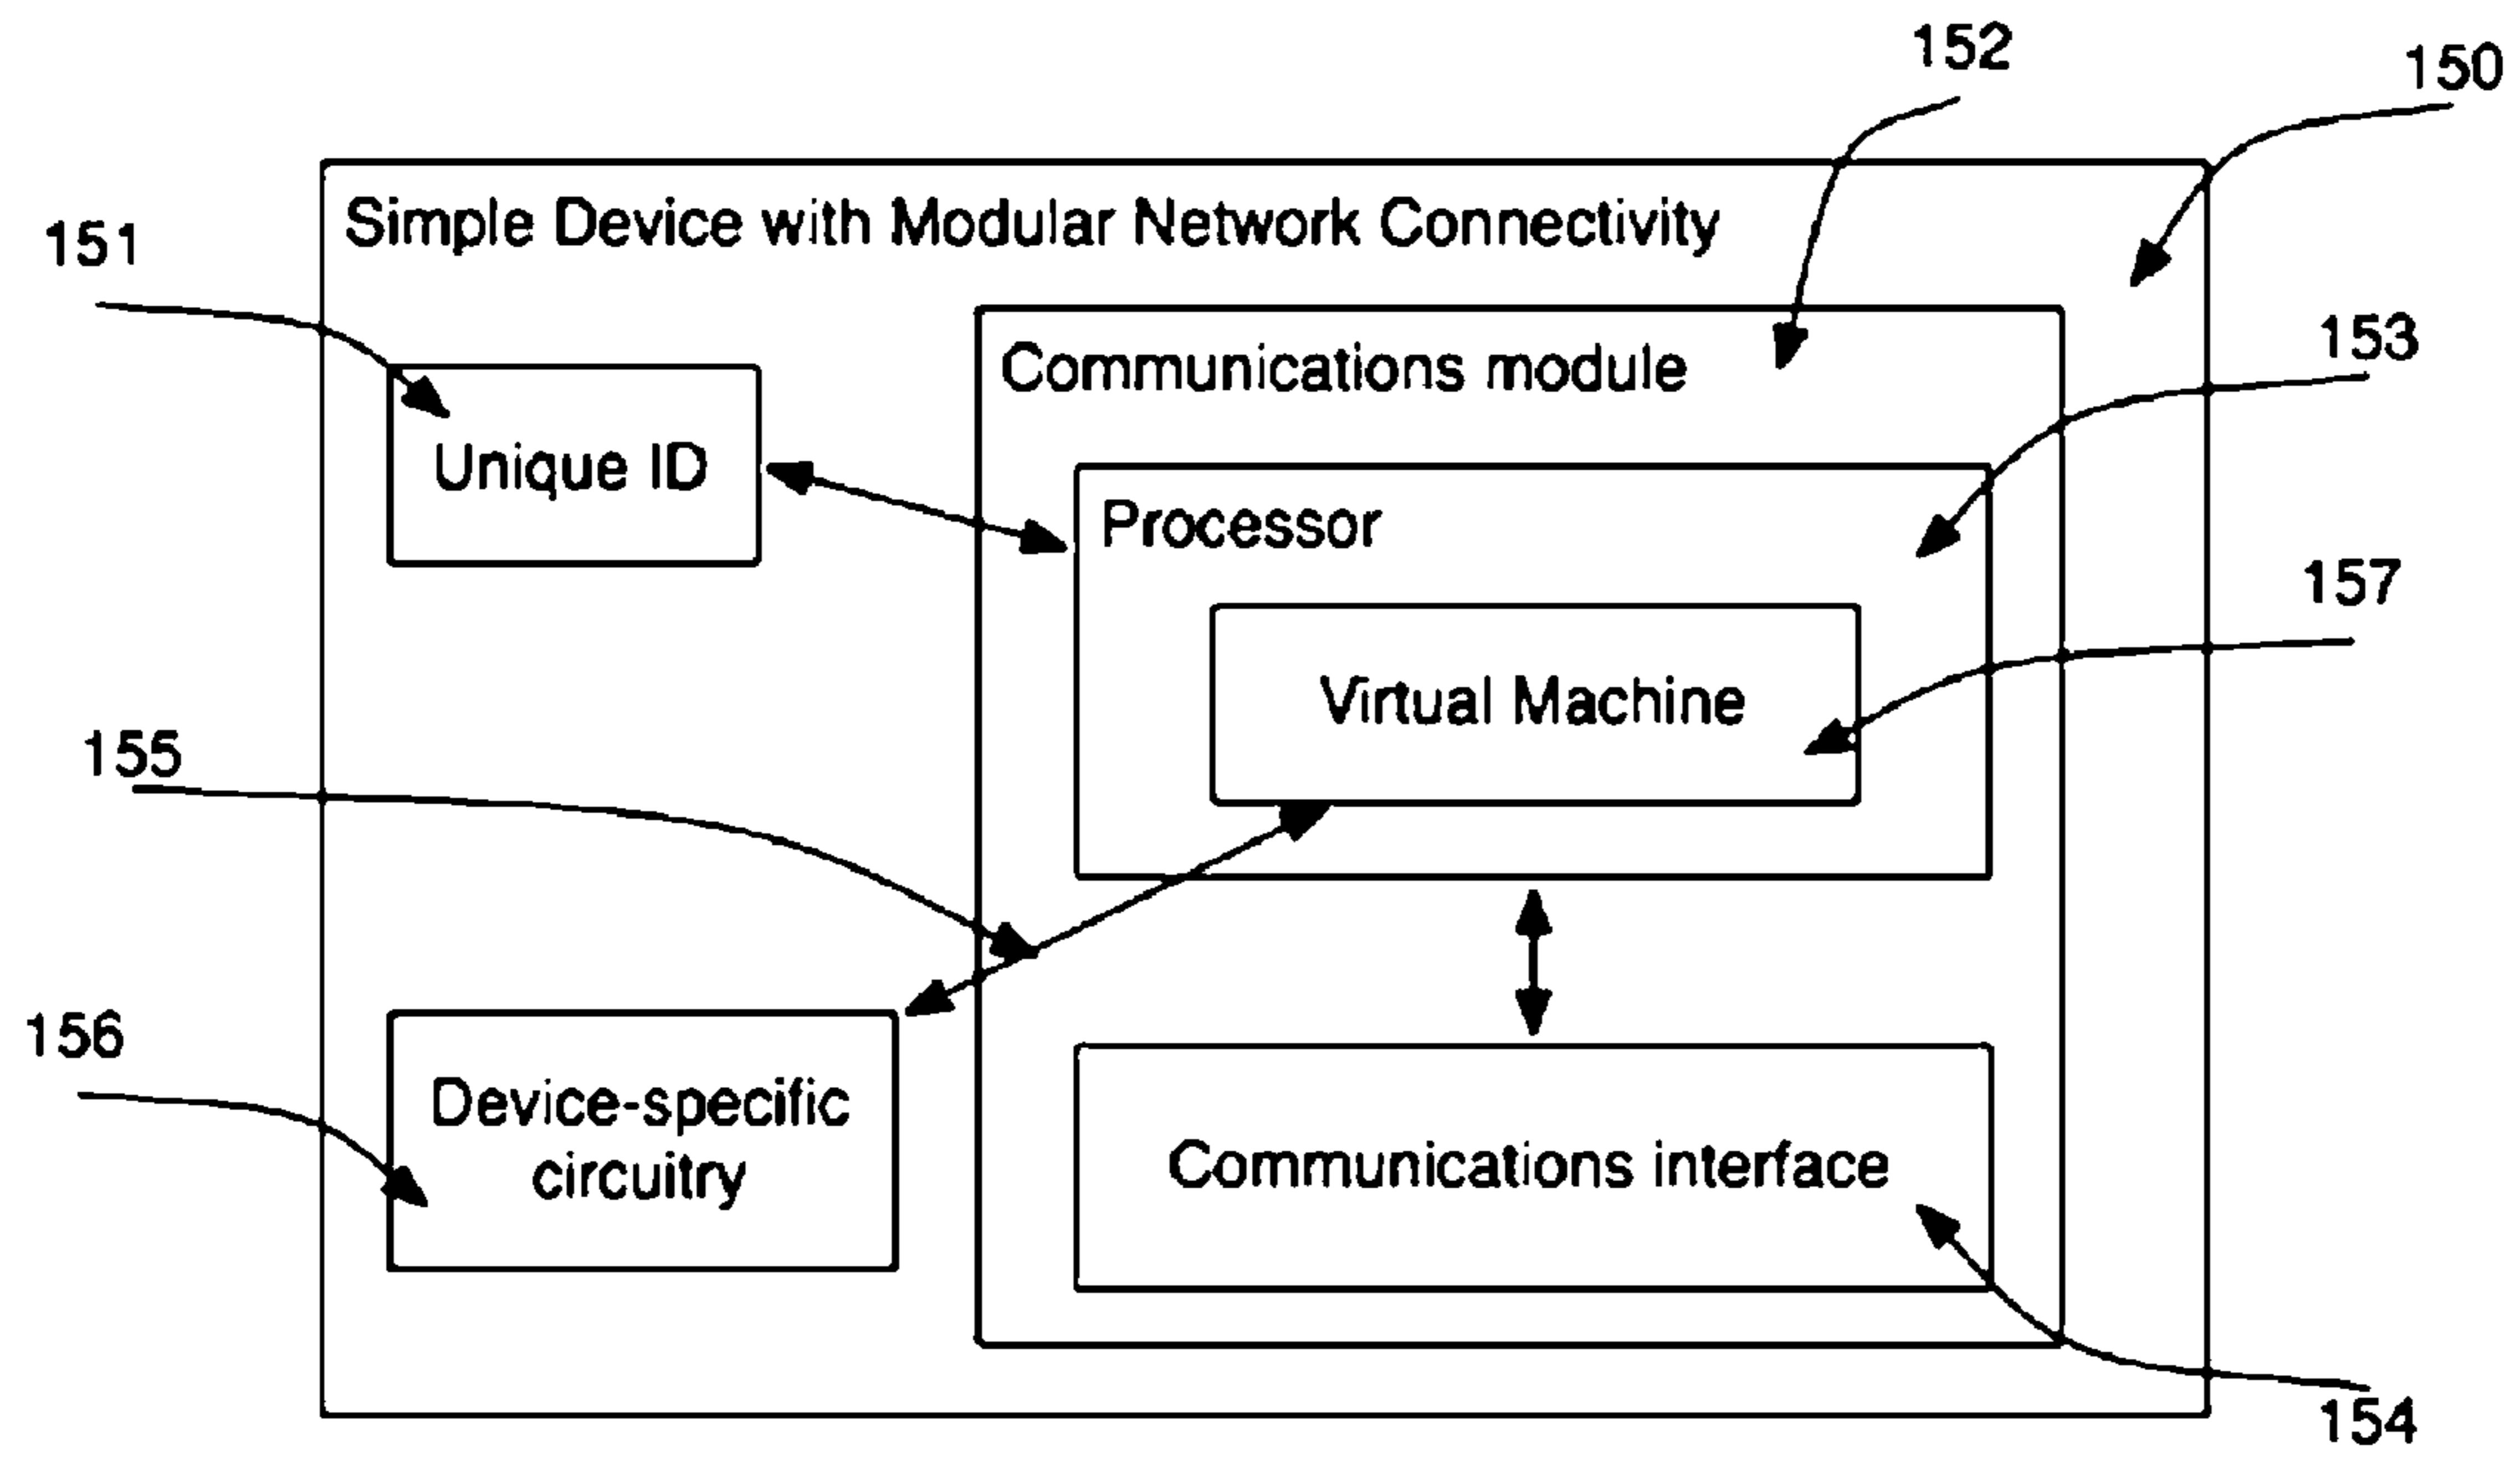 152
150
Simple Device with Modular Network Connectivity
151
153
Communications module
Unique ID
Processor
157
Virtual Machine
155
156
Device-specific
circuitry
Communications interface
154